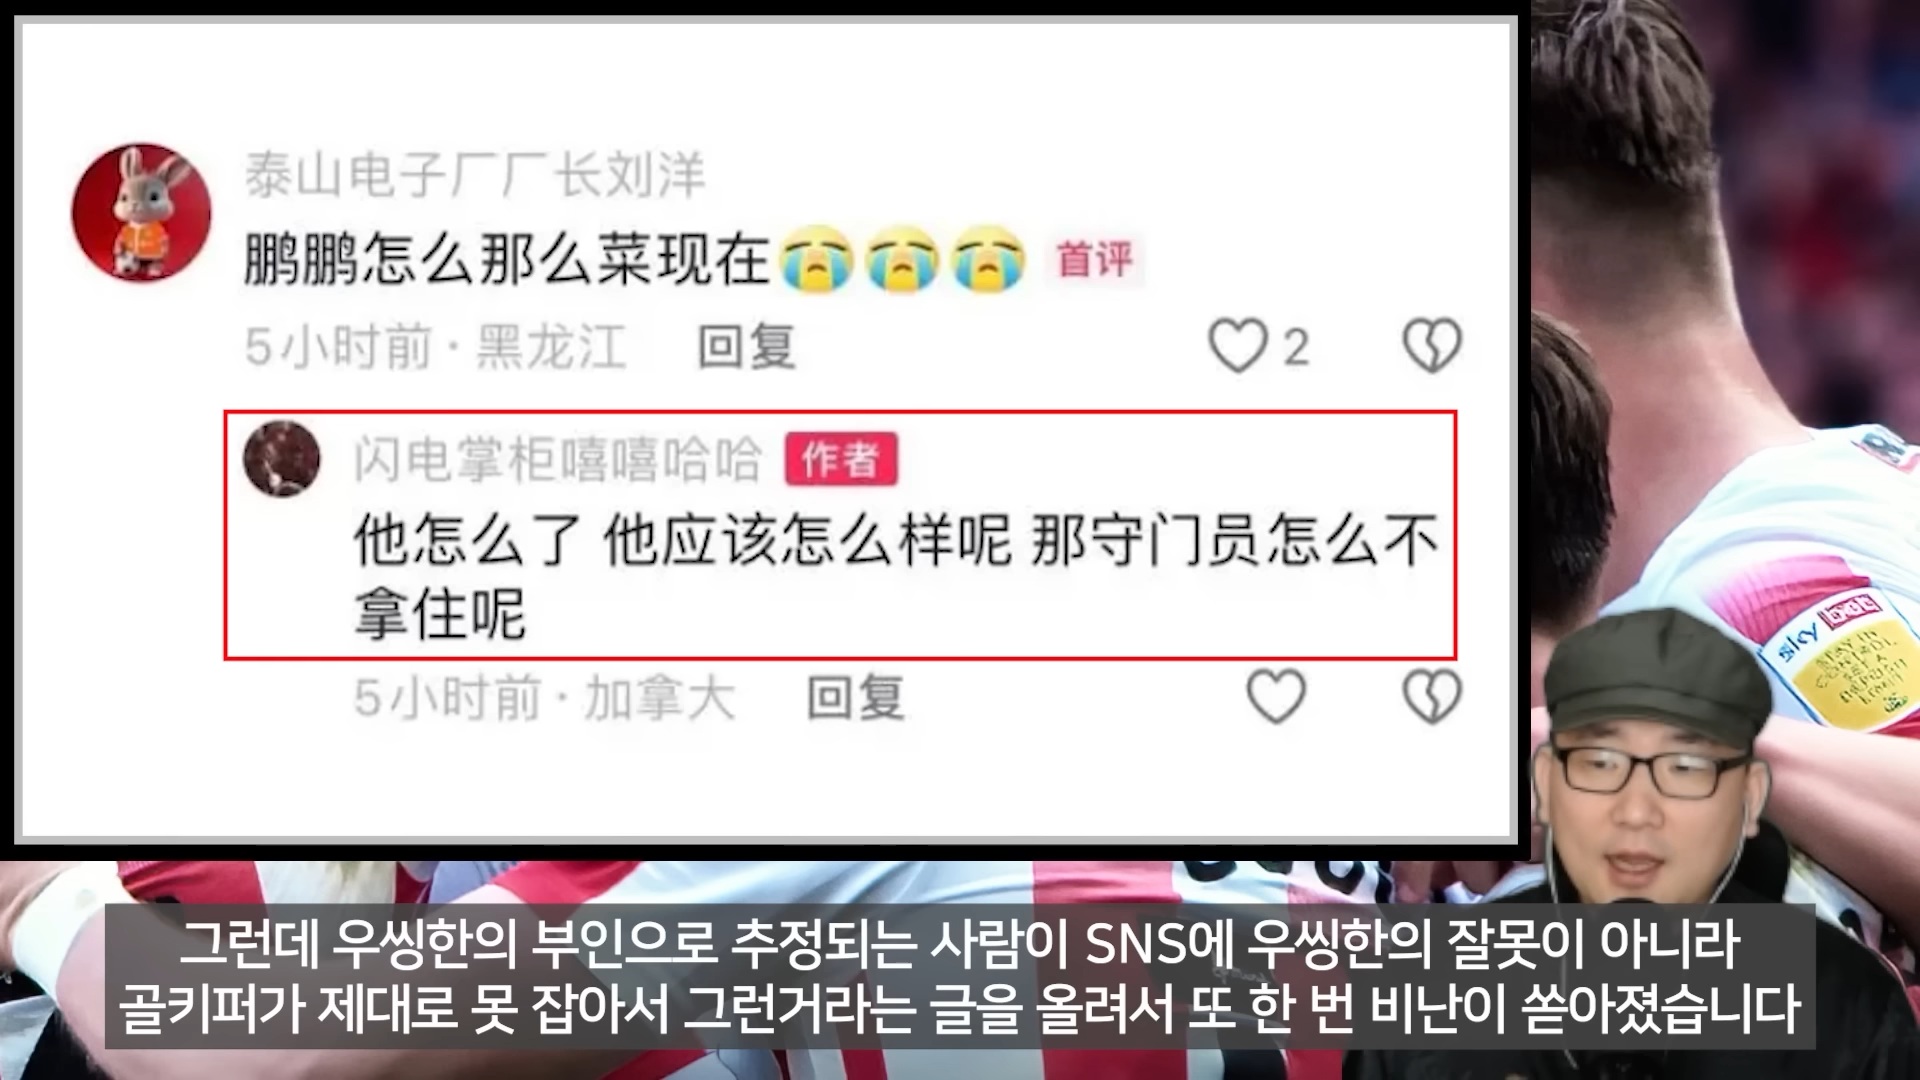 泰山电子厂厂长刘洋
鹏鹏怎么那么菜现在😭😭😭 首评
5小时前·黑龙江 回复 2
闪电掌柜嘻嘻哈哈 作者
他怎么了 他应该怎么样呢 那守门员怎么不
拿住呢
5小时前·加拿大 回复
sky bet
그런데 우씽한의 부인으로 추정되는 사람이 SNS에 우씽한의 잘못이 아니라
골키퍼가 제대로 못 잡아서 그런거라는 글을 올려서 또 한 번 비난이 쏟아졌습니다